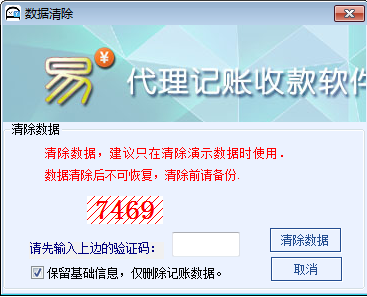 数据清除
易
¥
代理记账收款软件
清除数据
清除数据，建议只在清除演示数据时使用．
数据清除后不可恢复，清除前请备份.
7469
请先输入上边的验证码：
清除数据
保留基础信息，仅删除记账数据。
取消